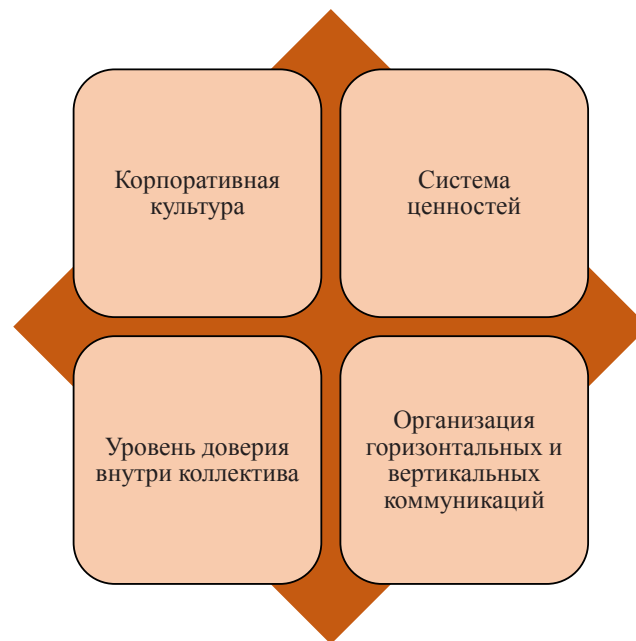 Корпоративная
культура
Система
ценностей
Уровень доверия
внутри коллектива
Организация
горизонтальных и
вертикальных
коммуникаций